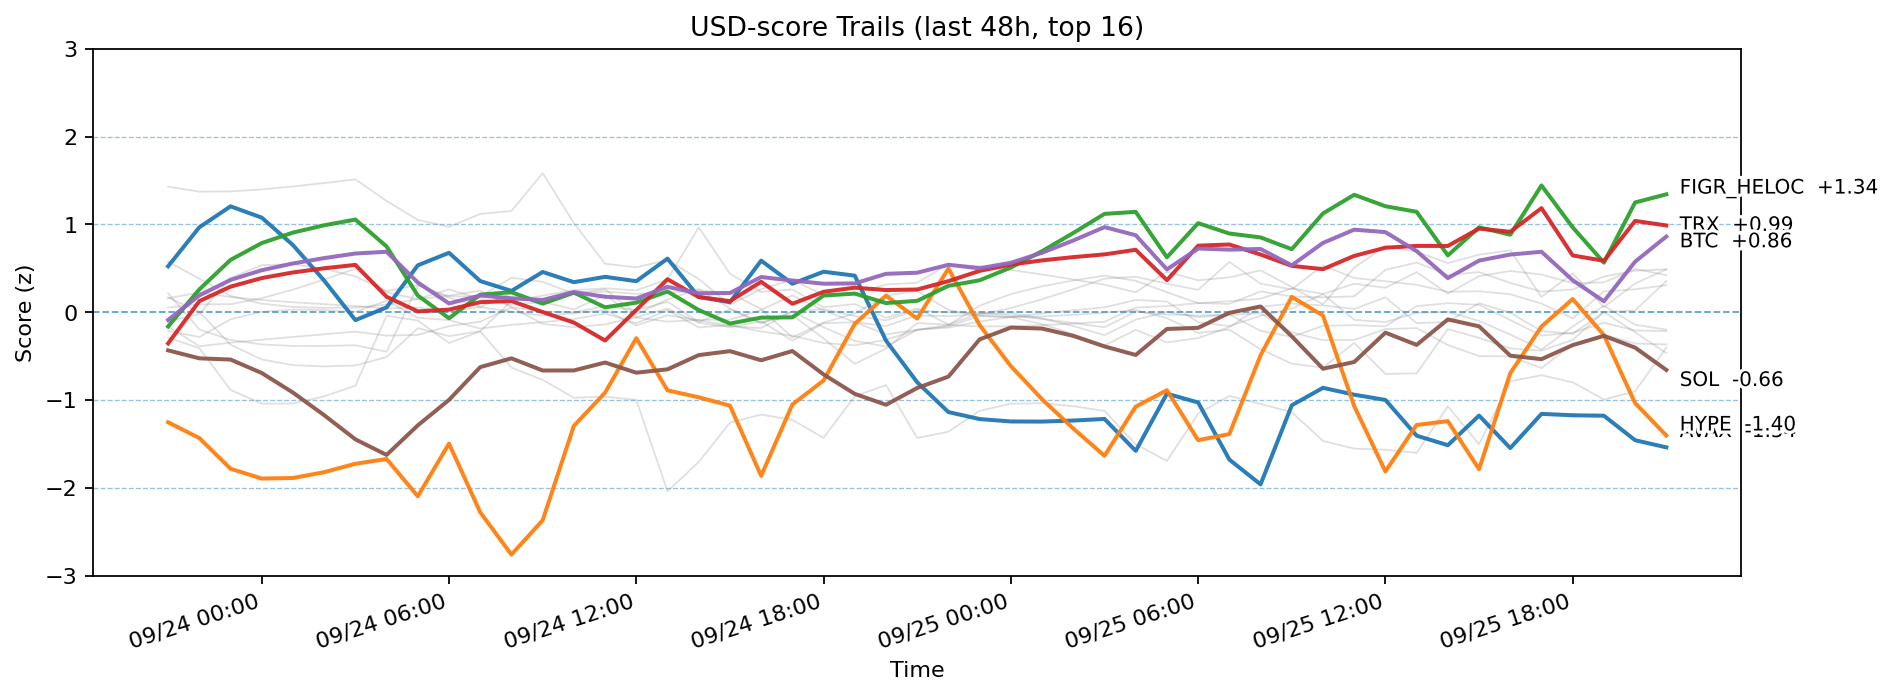 USD-score Trails (last 48h, top 16)
3
2
1
0
−1
−2
−3
Score (z)
FIGR_HELOC +1.34
TRX +0.99
BTC +0.86
SOL -0.66
HYPE -1.40
09/24 00:00
09/24 06:00
09/24 12:00
09/24 18:00
09/25 00:00
09/25 06:00
09/25 12:00
09/25 18:00
Time